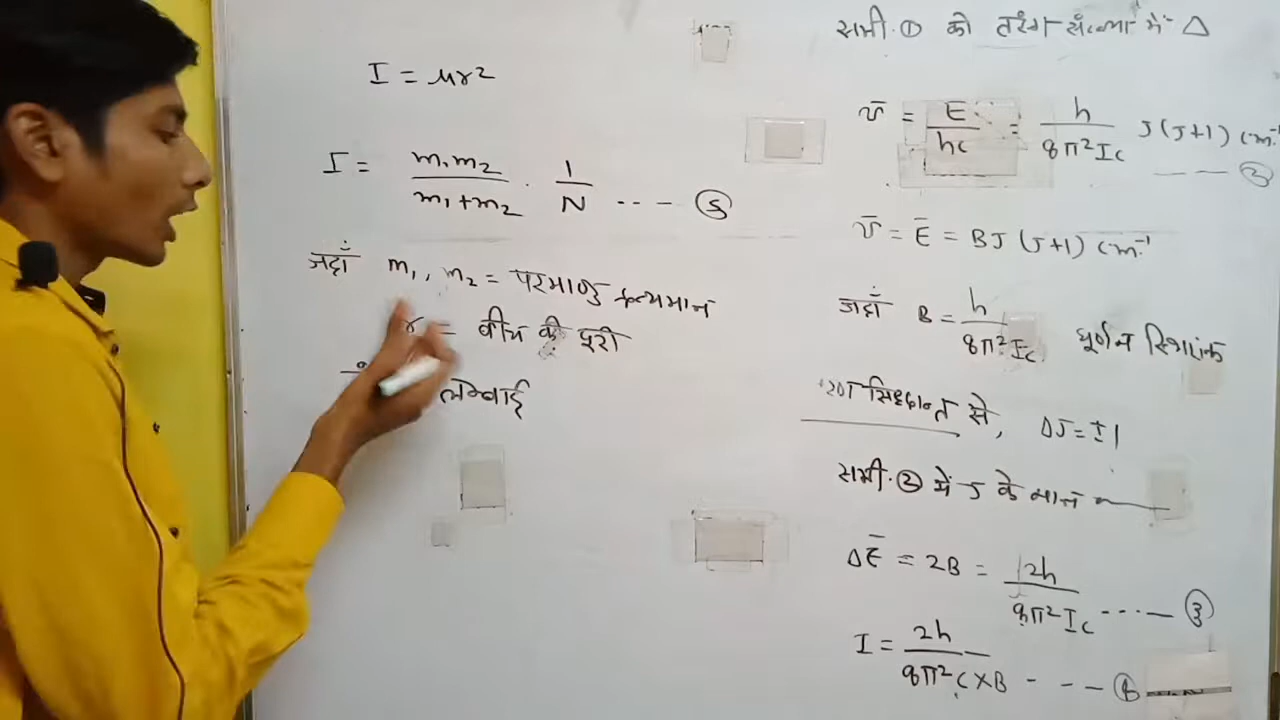 I = μr²
I = m₁m₂ / m₁+m₂ · 1/N --- ⑤
जहाँ m₁, m₂ = परमाणु द्रव्यमान
r = बीच की दूरी
लम्बाई
समी. ① को तरंग संख्या में
ν̄ = E/hc = h/8π²Ic J(J+1) cm⁻¹ --- ②
ν̄ = Ē = BJ(J+1) cm⁻¹
जहाँ B = h/8π²Ic घूर्णन स्थिरांक
सिद्धान्त से, ΔJ = ±1
समी. ② में J के मान
ΔĒ = 2B = 2h/8π²Ic ---- ③
I = 2h/8π²C×B - --